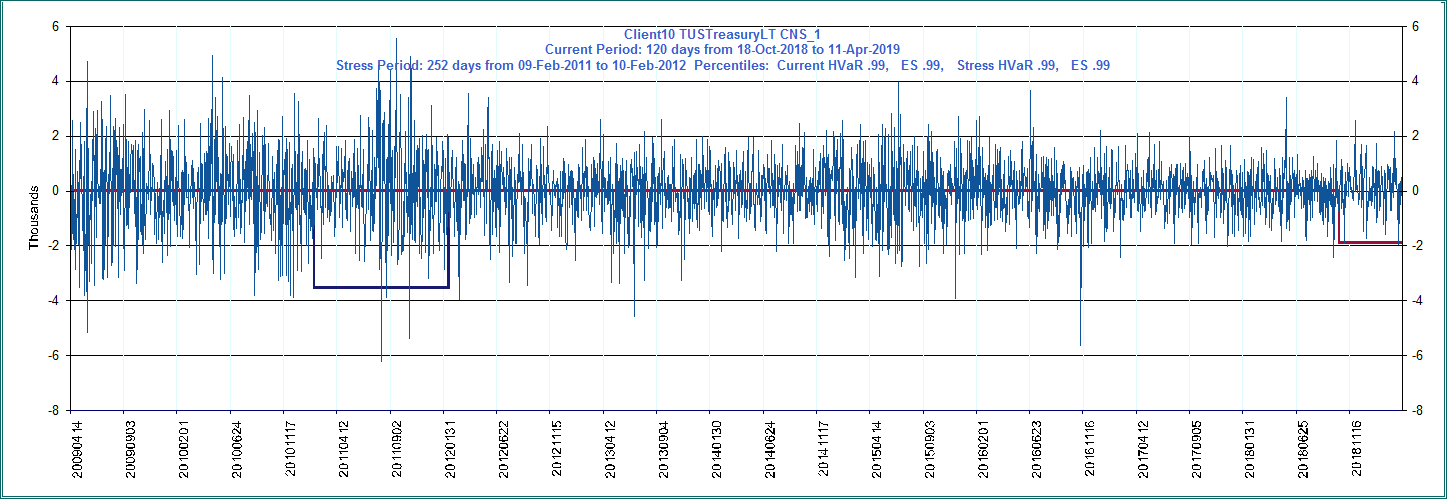 Client10 TUSTreasuryLT CNS_1
Current Period: 120 days from 18-Oct-2018 to 11-Apr-2019
Stress Period: 252 days from 09-Feb-2011 to 10-Feb-2012 Percentiles: Current HVaR .99, ES .99, Stress HVaR .99, ES .99
6 6
4 4
2 2
0 0
-2 -2
-4 -4
-6 -6
-8 -8
Thousands
20090414 20090903 20100201 20100624 20101117 20110412 20110902 20120131 20120622 20121115 20130412 20130904 20140130 20140624 20141117 20150414 20150903 20160201 20160623 20161116 20170412 20170905 20180131 20180625 20181116